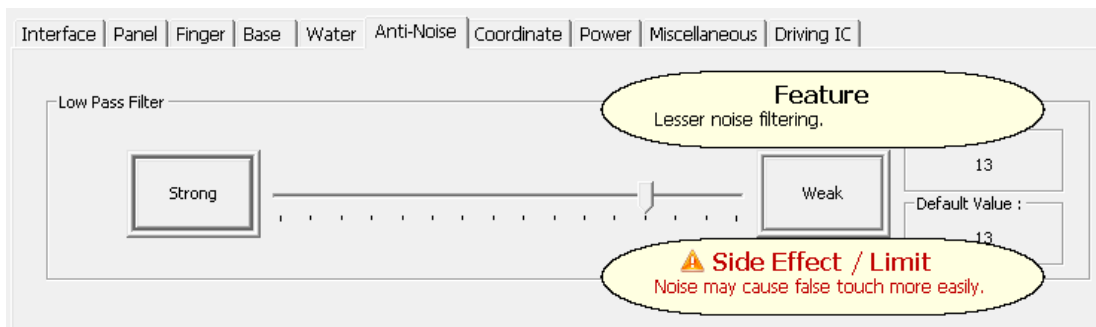 Interface Panel Finger Base Water Anti-Noise Coordinate Power Miscellaneous Driving IC
Low Pass Filter
Feature
Lesser noise filtering.
Strong
Weak
13
Default Value :
13
Side Effect / Limit
Noise may cause false touch more easily.